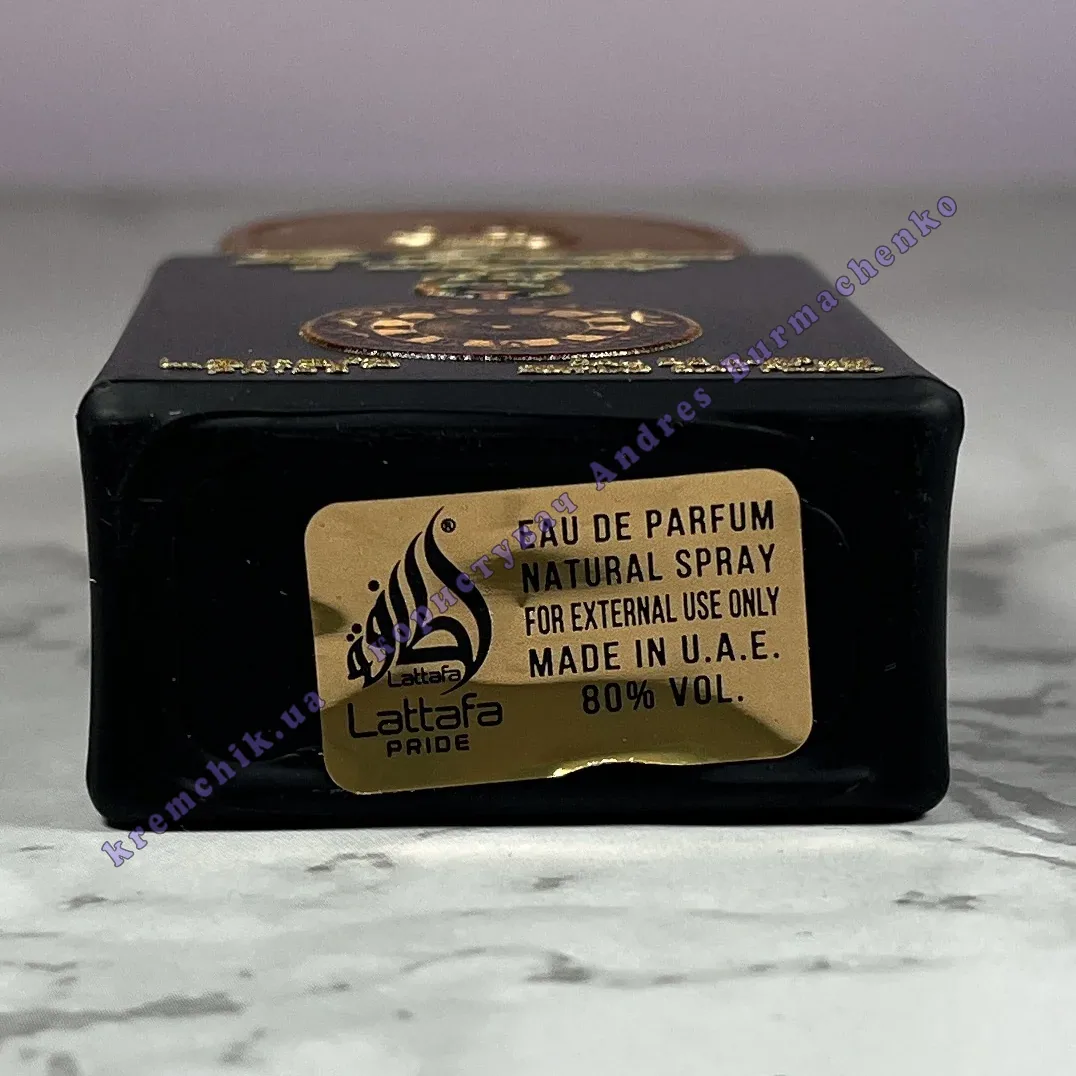 EAU DE PARFUM
NATURAL SPRAY
FOR EXTERNAL USE ONLY
MADE IN U.A.E.
80% VOL.
لطافة
®
Lattafa
Lattafa
PRIDE
kremchik.ua користувач Andres Burmachenko